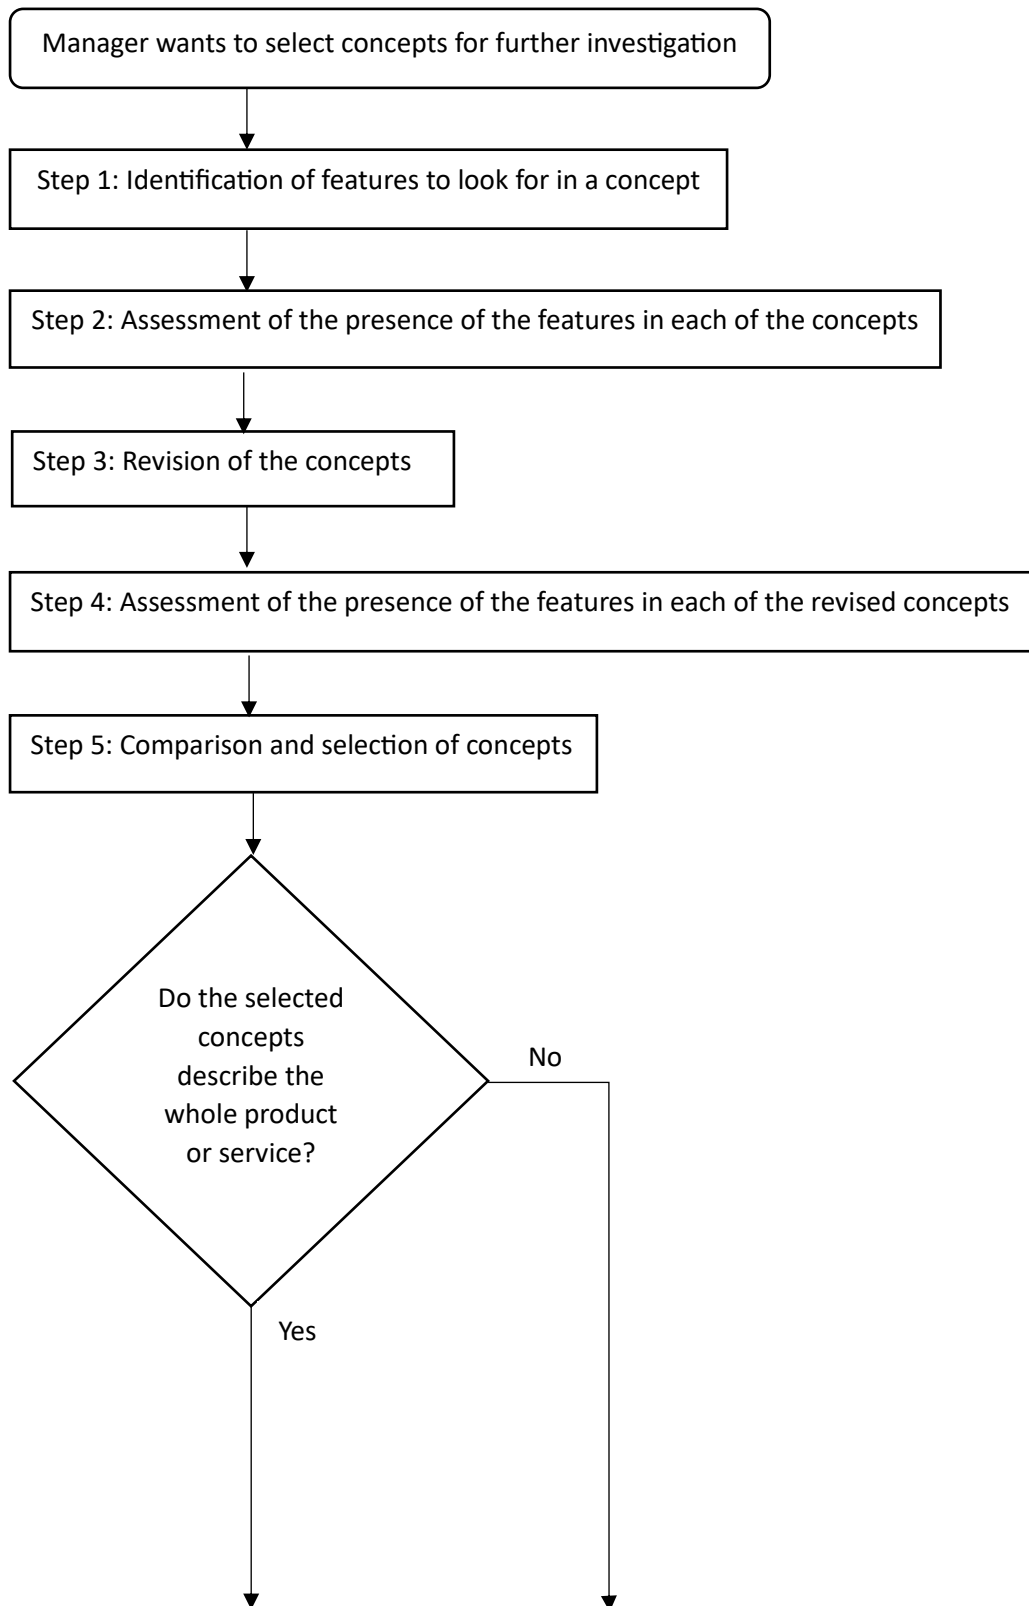 Manager wants to select concepts for further investigation
Step 1: Identification of features to look for in a concept
Step 2: Assessment of the presence of the features in each of the concepts
Step 3: Revision of the concepts
Step 4: Assessment of the presence of the features in each of the revised concepts
Step 5: Comparison and selection of concepts
Do the selected
concepts
describe the
whole product
or service?
No
Yes